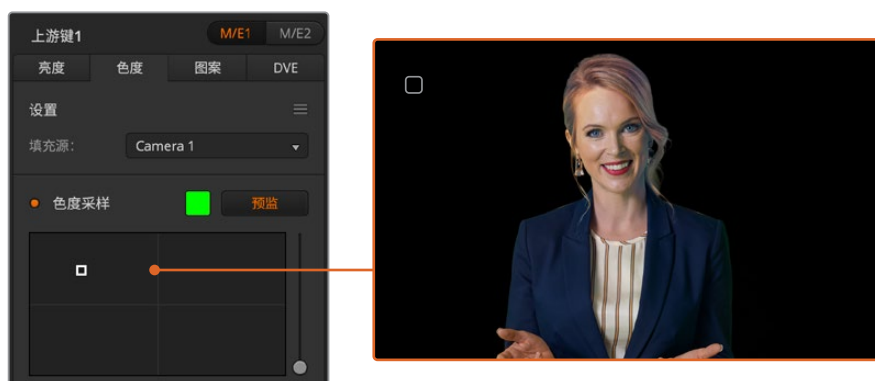 上游键1
M/E1 M/E2
亮度 色度 图案 DVE
设置
填充源： Camera 1
色度采样 预监